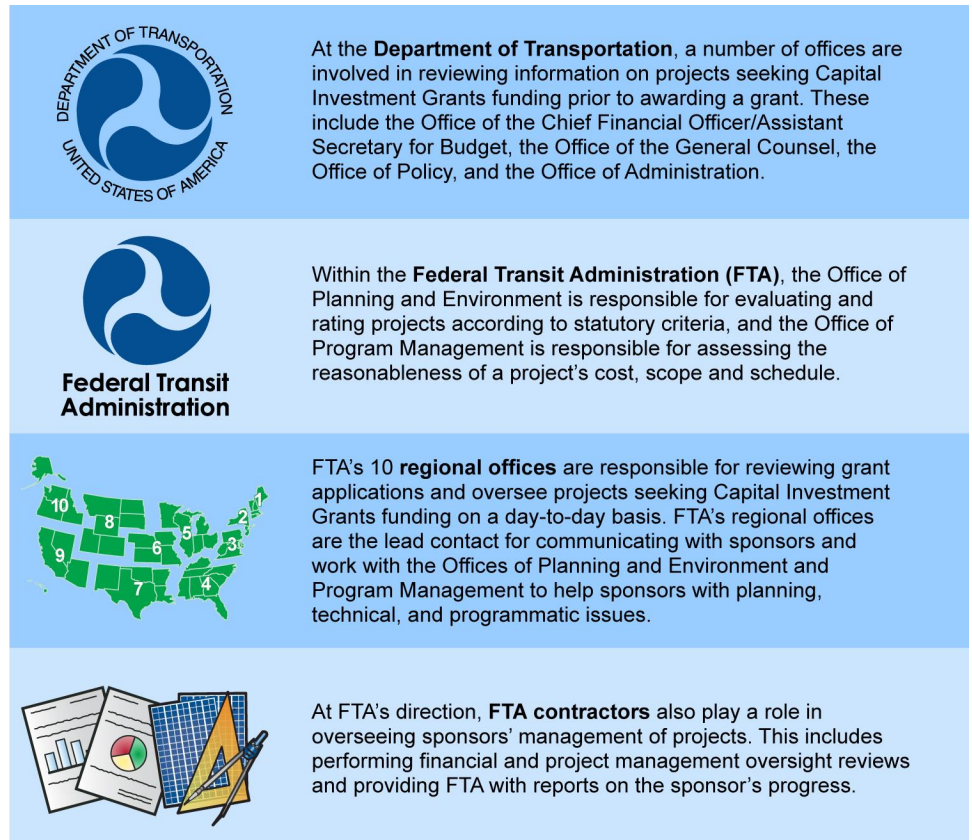 DEPARTMENT OF TRANSPORTATION
UNITED STATES OF AMERICA
At the Department of Transportation, a number of offices are
involved in reviewing information on projects seeking Capital
Investment Grants funding prior to awarding a grant. These
include the Office of the Chief Financial Officer/Assistant
Secretary for Budget, the Office of the General Counsel, the
Office of Policy, and the Office of Administration.
Federal Transit
Administration
Within the Federal Transit Administration (FTA), the Office of
Planning and Environment is responsible for evaluating and
rating projects according to statutory criteria, and the Office of
Program Management is responsible for assessing the
reasonableness of a project's cost, scope and schedule.
1
2
3
4
5
6
7
8
9
10
FTA's 10 regional offices are responsible for reviewing grant
applications and oversee projects seeking Capital Investment
Grants funding on a day-to-day basis. FTA's regional offices
are the lead contact for communicating with sponsors and
work with the Offices of Planning and Environment and
Program Management to help sponsors with planning,
technical, and programmatic issues.
At FTA's direction, FTA contractors also play a role in
overseeing sponsors' management of projects. This includes
performing financial and project management oversight reviews
and providing FTA with reports on the sponsor's progress.